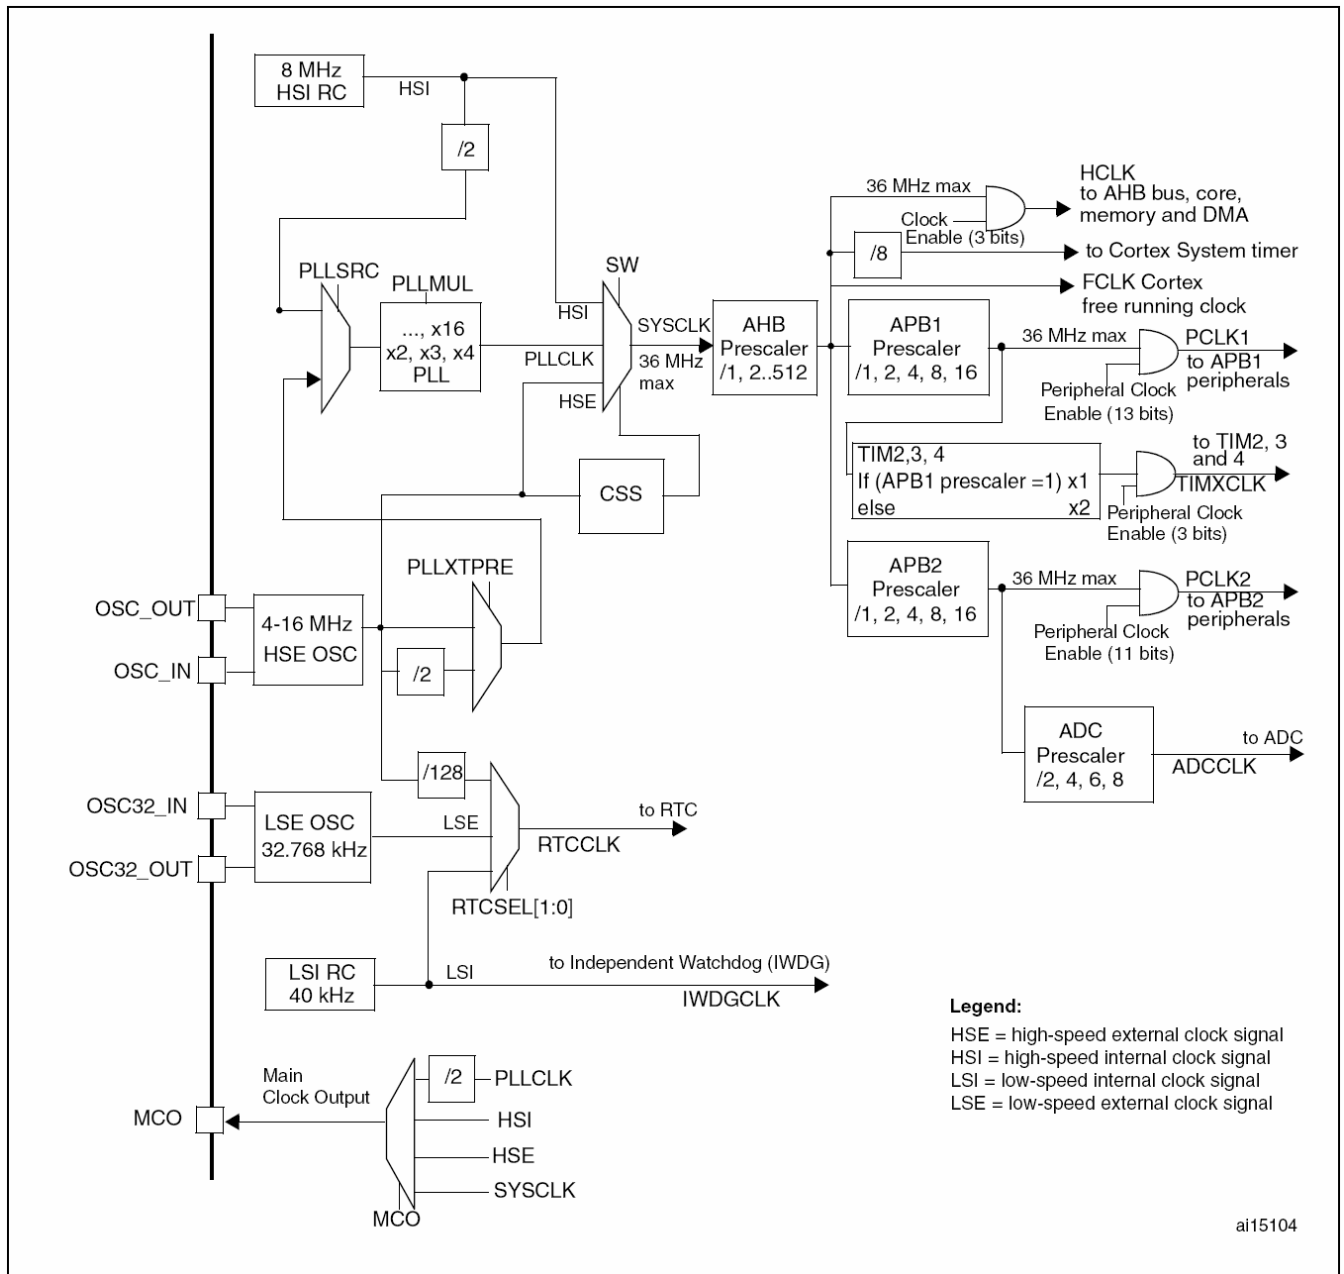 8 MHz
HSI RC
HSI
/2
PLLSRC
PLLMUL
..., x16
x2, x3, x4
PLL
SW
HSI
PLLCLK
HSE
SYSCLK
36 MHz
max
CSS
AHB
Prescaler
/1, 2..512
36 MHz max
Clock
Enable (3 bits)
HCLK
to AHB bus, core,
memory and DMA
/8
to Cortex System timer
FCLK Cortex
free running clock
APB1
Prescaler
/1, 2, 4, 8, 16
36 MHz max
PCLK1
to APB1
peripherals
Peripheral Clock
Enable (13 bits)
TIM2,3, 4
If (APB1 prescaler =1) x1
else x2
to TIM2, 3
and 4
TIMXCLK
Peripheral Clock
Enable (3 bits)
APB2
Prescaler
/1, 2, 4, 8, 16
36 MHz max
PCLK2
to APB2
peripherals
Peripheral Clock
Enable (11 bits)
ADC
Prescaler
/2, 4, 6, 8
to ADC
ADCCLK
PLLXTPRE
OSC_OUT
OSC_IN
4-16 MHz
HSE OSC
/2
/128
OSC32_IN
OSC32_OUT
LSE OSC
32.768 kHz
LSE
to RTC
RTCCLK
RTCSEL[1:0]
LSI RC
40 kHz
LSI
to Independent Watchdog (IWDG)
IWDGCLK
Main
Clock Output
MCO
/2
PLLCLK
HSI
HSE
SYSCLK
MCO
Legend:
HSE = high-speed external clock signal
HSI = high-speed internal clock signal
LSI = low-speed internal clock signal
LSE = low-speed external clock signal
ai15104